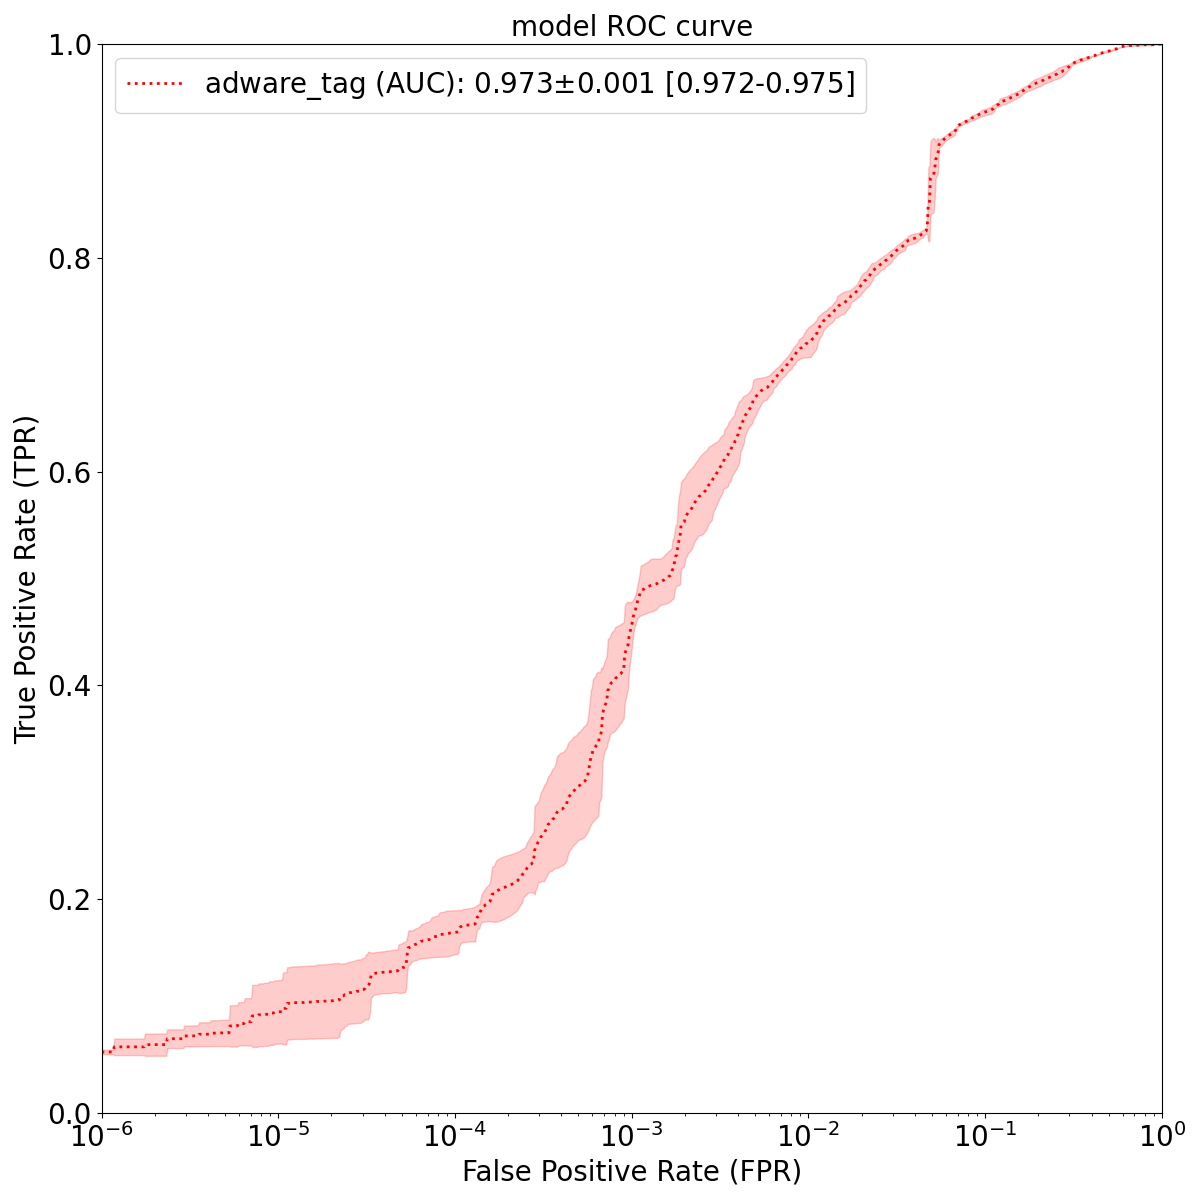 model ROC curve
adware_tag (AUC): 0.973±0.001 [0.972-0.975]
1.0
0.8
0.6
0.4
0.2
0.0
True Positive Rate (TPR)
10⁻⁶ 10⁻⁵ 10⁻⁴ 10⁻³ 10⁻² 10⁻¹ 10⁰
False Positive Rate (FPR)